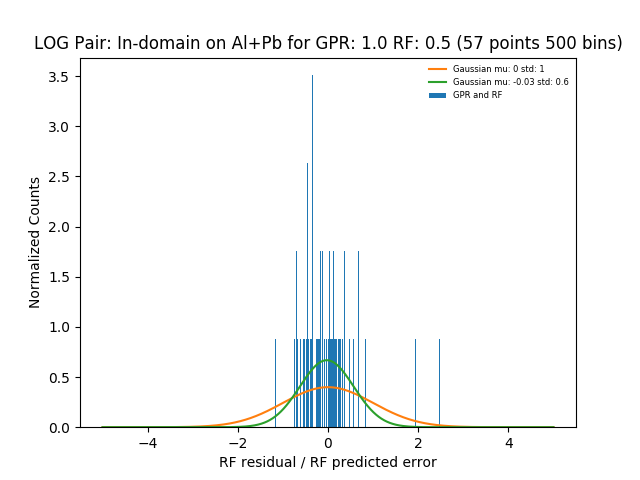 LOG Pair: In-domain on Al+Pb for GPR: 1.0 RF: 0.5 (57 points 500 bins)
Gaussian mu: 0 std: 1
Gaussian mu: -0.03 std: 0.6
GPR and RF
3.5
3.0
2.5
2.0
1.5
1.0
0.5
0.0
Normalized Counts
−4
−2
0
2
4
RF residual / RF predicted error